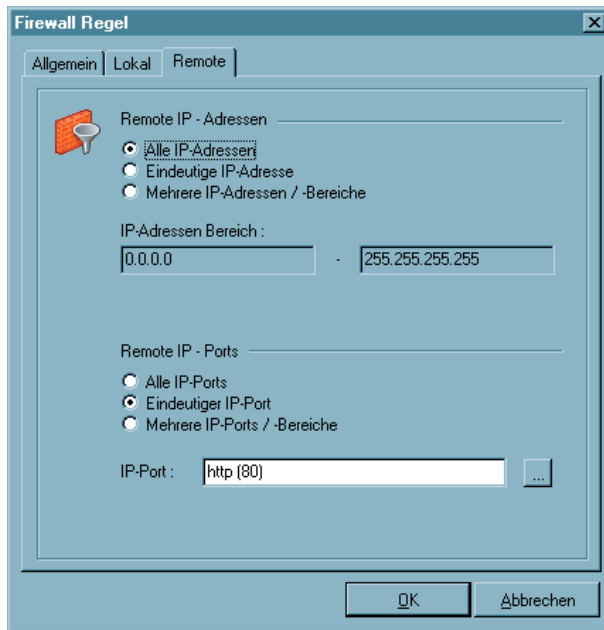 Firewall Regel
Allgemein Lokal Remote
Remote IP - Adressen
Alle IP-Adressen
Eindeutige IP-Adresse
Mehrere IP-Adressen / -Bereiche
IP-Adressen Bereich :
0.0.0.0 - 255.255.255.255
Remote IP - Ports
Alle IP-Ports
Eindeutiger IP-Port
Mehrere IP-Ports / -Bereiche
IP-Port : http (80) ...
OK Abbrechen